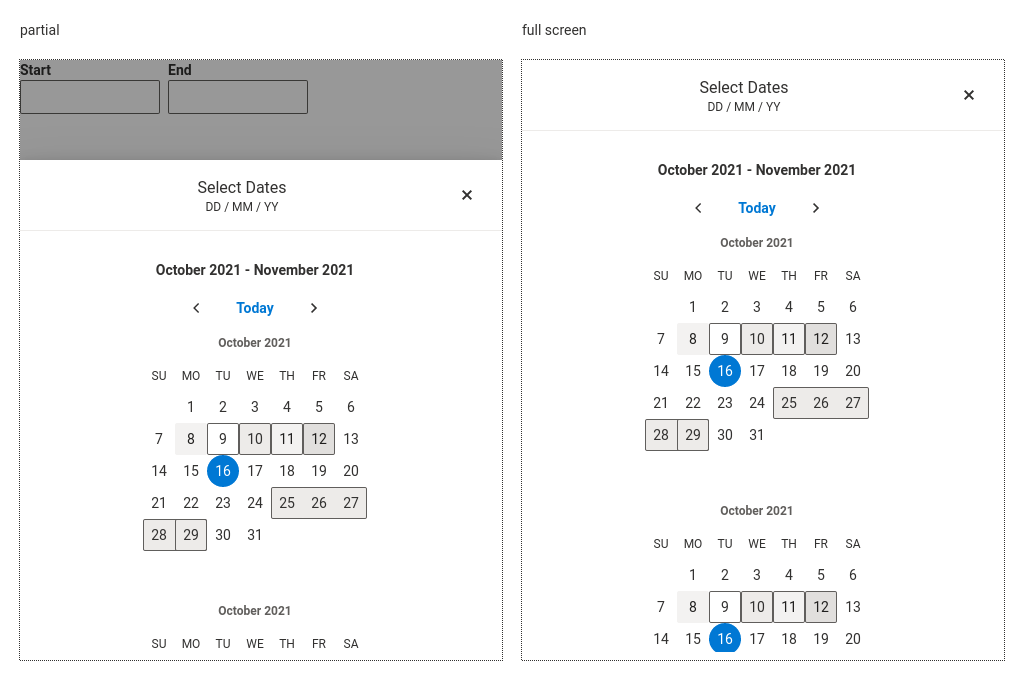 partial
Start End
Select Dates
DD / MM / YY
October 2021 - November 2021
Today
October 2021
SU MO TU WE TH FR SA
1 2 3 4 5 6
7 8 9 10 11 12 13
14 15 16 17 18 19 20
21 22 23 24 25 26 27
28 29 30 31
October 2021
SU MO TU WE TH FR SA
full screen
Select Dates
DD / MM / YY
October 2021 - November 2021
Today
October 2021
SU MO TU WE TH FR SA
1 2 3 4 5 6
7 8 9 10 11 12 13
14 15 16 17 18 19 20
21 22 23 24 25 26 27
28 29 30 31
October 2021
SU MO TU WE TH FR SA
1 2 3 4 5 6
7 8 9 10 11 12 13
14 15 16 17 18 19 20